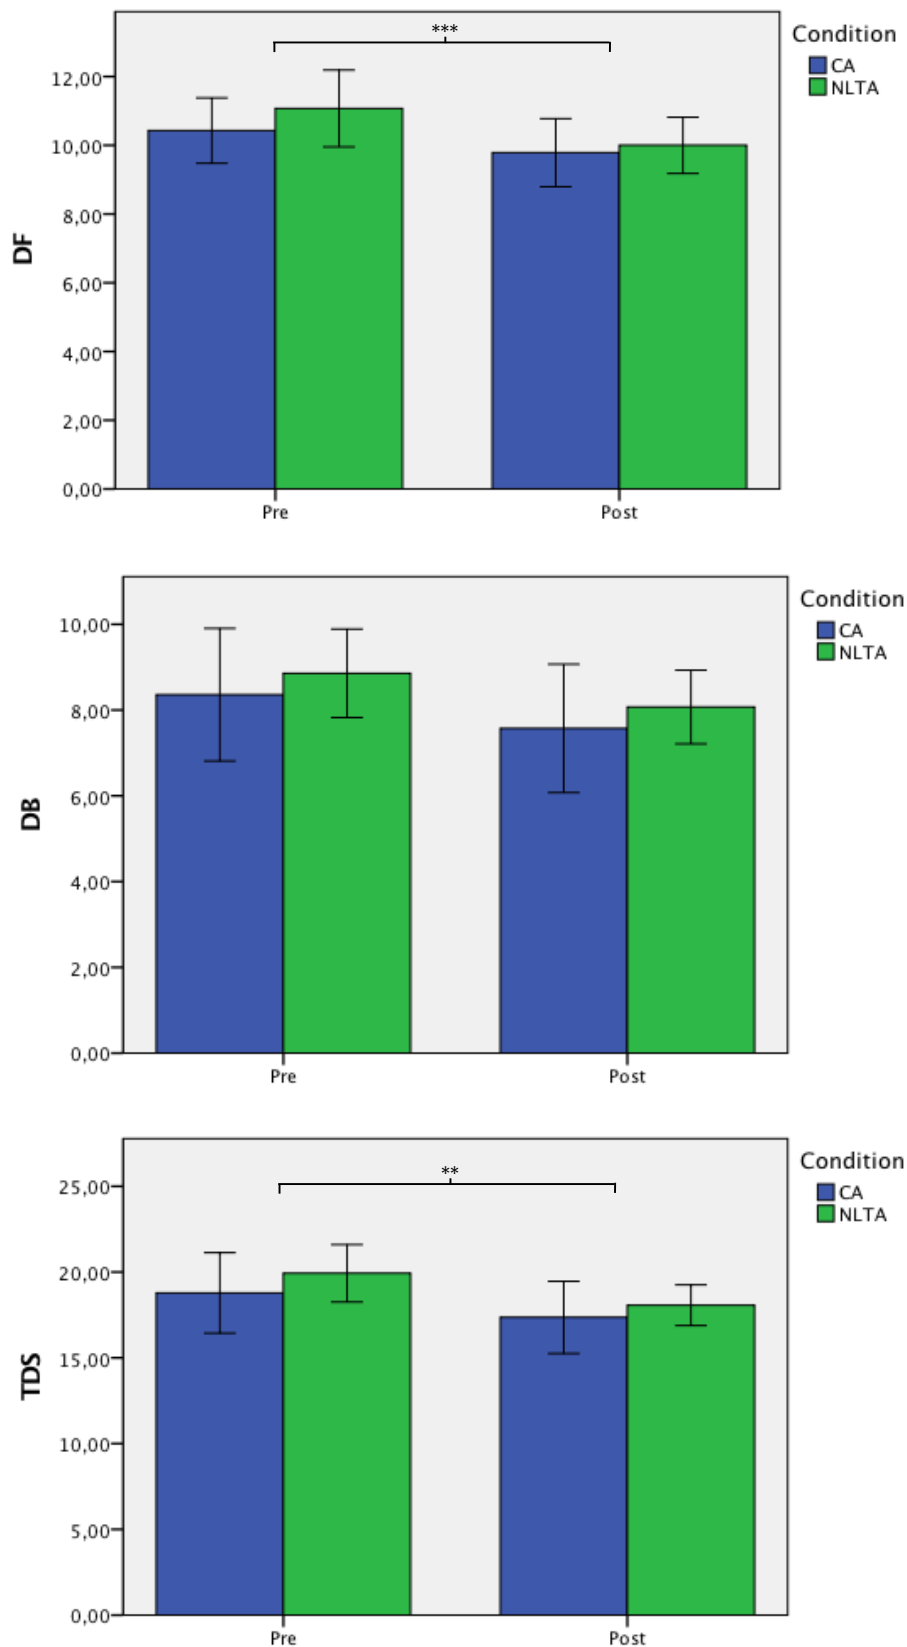 ***
Condition
CA
NLTA
12,00
10,00
8,00
6,00
4,00
2,00
0,00
DF
Pre Post
Condition
CA
NLTA
10,00
8,00
6,00
4,00
2,00
0,00
DB
Pre Post
**
Condition
CA
NLTA
25,00
20,00
15,00
10,00
5,00
0,00
TDS
Pre Post